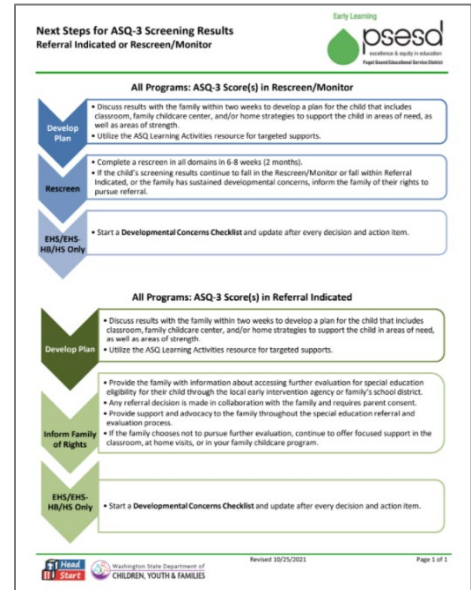 Next Steps for ASQ-3 Screening Results
Referral Indicated or Rescreen/Monitor
Early Learning
psesd
excellence & equity in education
Puget Sound Educational Service District
All Programs: ASQ-3 Score(s) in Rescreen/Monitor
Develop
Plan
• Discuss results with the family within two weeks to develop a plan for the child that includes
classroom, family childcare center, and/or home strategies to support the child in areas of need, as
well as areas of strength.
• Utilize the ASQ Learning Activities resource for targeted supports.
Rescreen
• Complete a rescreen in all domains in 6-8 weeks (2 months).
• If the child's screening results continue to fall in the Rescreen/Monitor or fall within Referral
Indicated, or the family has sustained developmental concerns, inform the family of their rights to
pursue referral.
EHS/EHS-
HB/HS Only
• Start a Developmental Concerns Checklist and update after every decision and action item.
All Programs: ASQ-3 Score(s) in Referral Indicated
Develop Plan
• Discuss results with the family within two weeks to develop a plan for the child that includes
classroom, family childcare center, and/or home strategies to support the child in areas of need,
as well as areas of strength.
• Utilize the ASQ Learning Activities resource for targeted supports.
Inform Family
of Rights
• Provide the family with information about accessing further evaluation for special education
eligibility for their child through the local early intervention agency or family's school district.
• Any referral decision is made in collaboration with the family and requires parent consent.
• Provide support and advocacy to the family throughout the special education referral and
evaluation process.
• If the family chooses not to pursue further evaluation, continue to offer focused support in the
classroom, at home visits, or in your family childcare program.
EHS/EHS-
HB/HS Only
• Start a Developmental Concerns Checklist and update after every decision and action item.
Head
Start
Washington State Department of
CHILDREN, YOUTH & FAMILIES
Revised 10/25/2021
Page 1 of 1